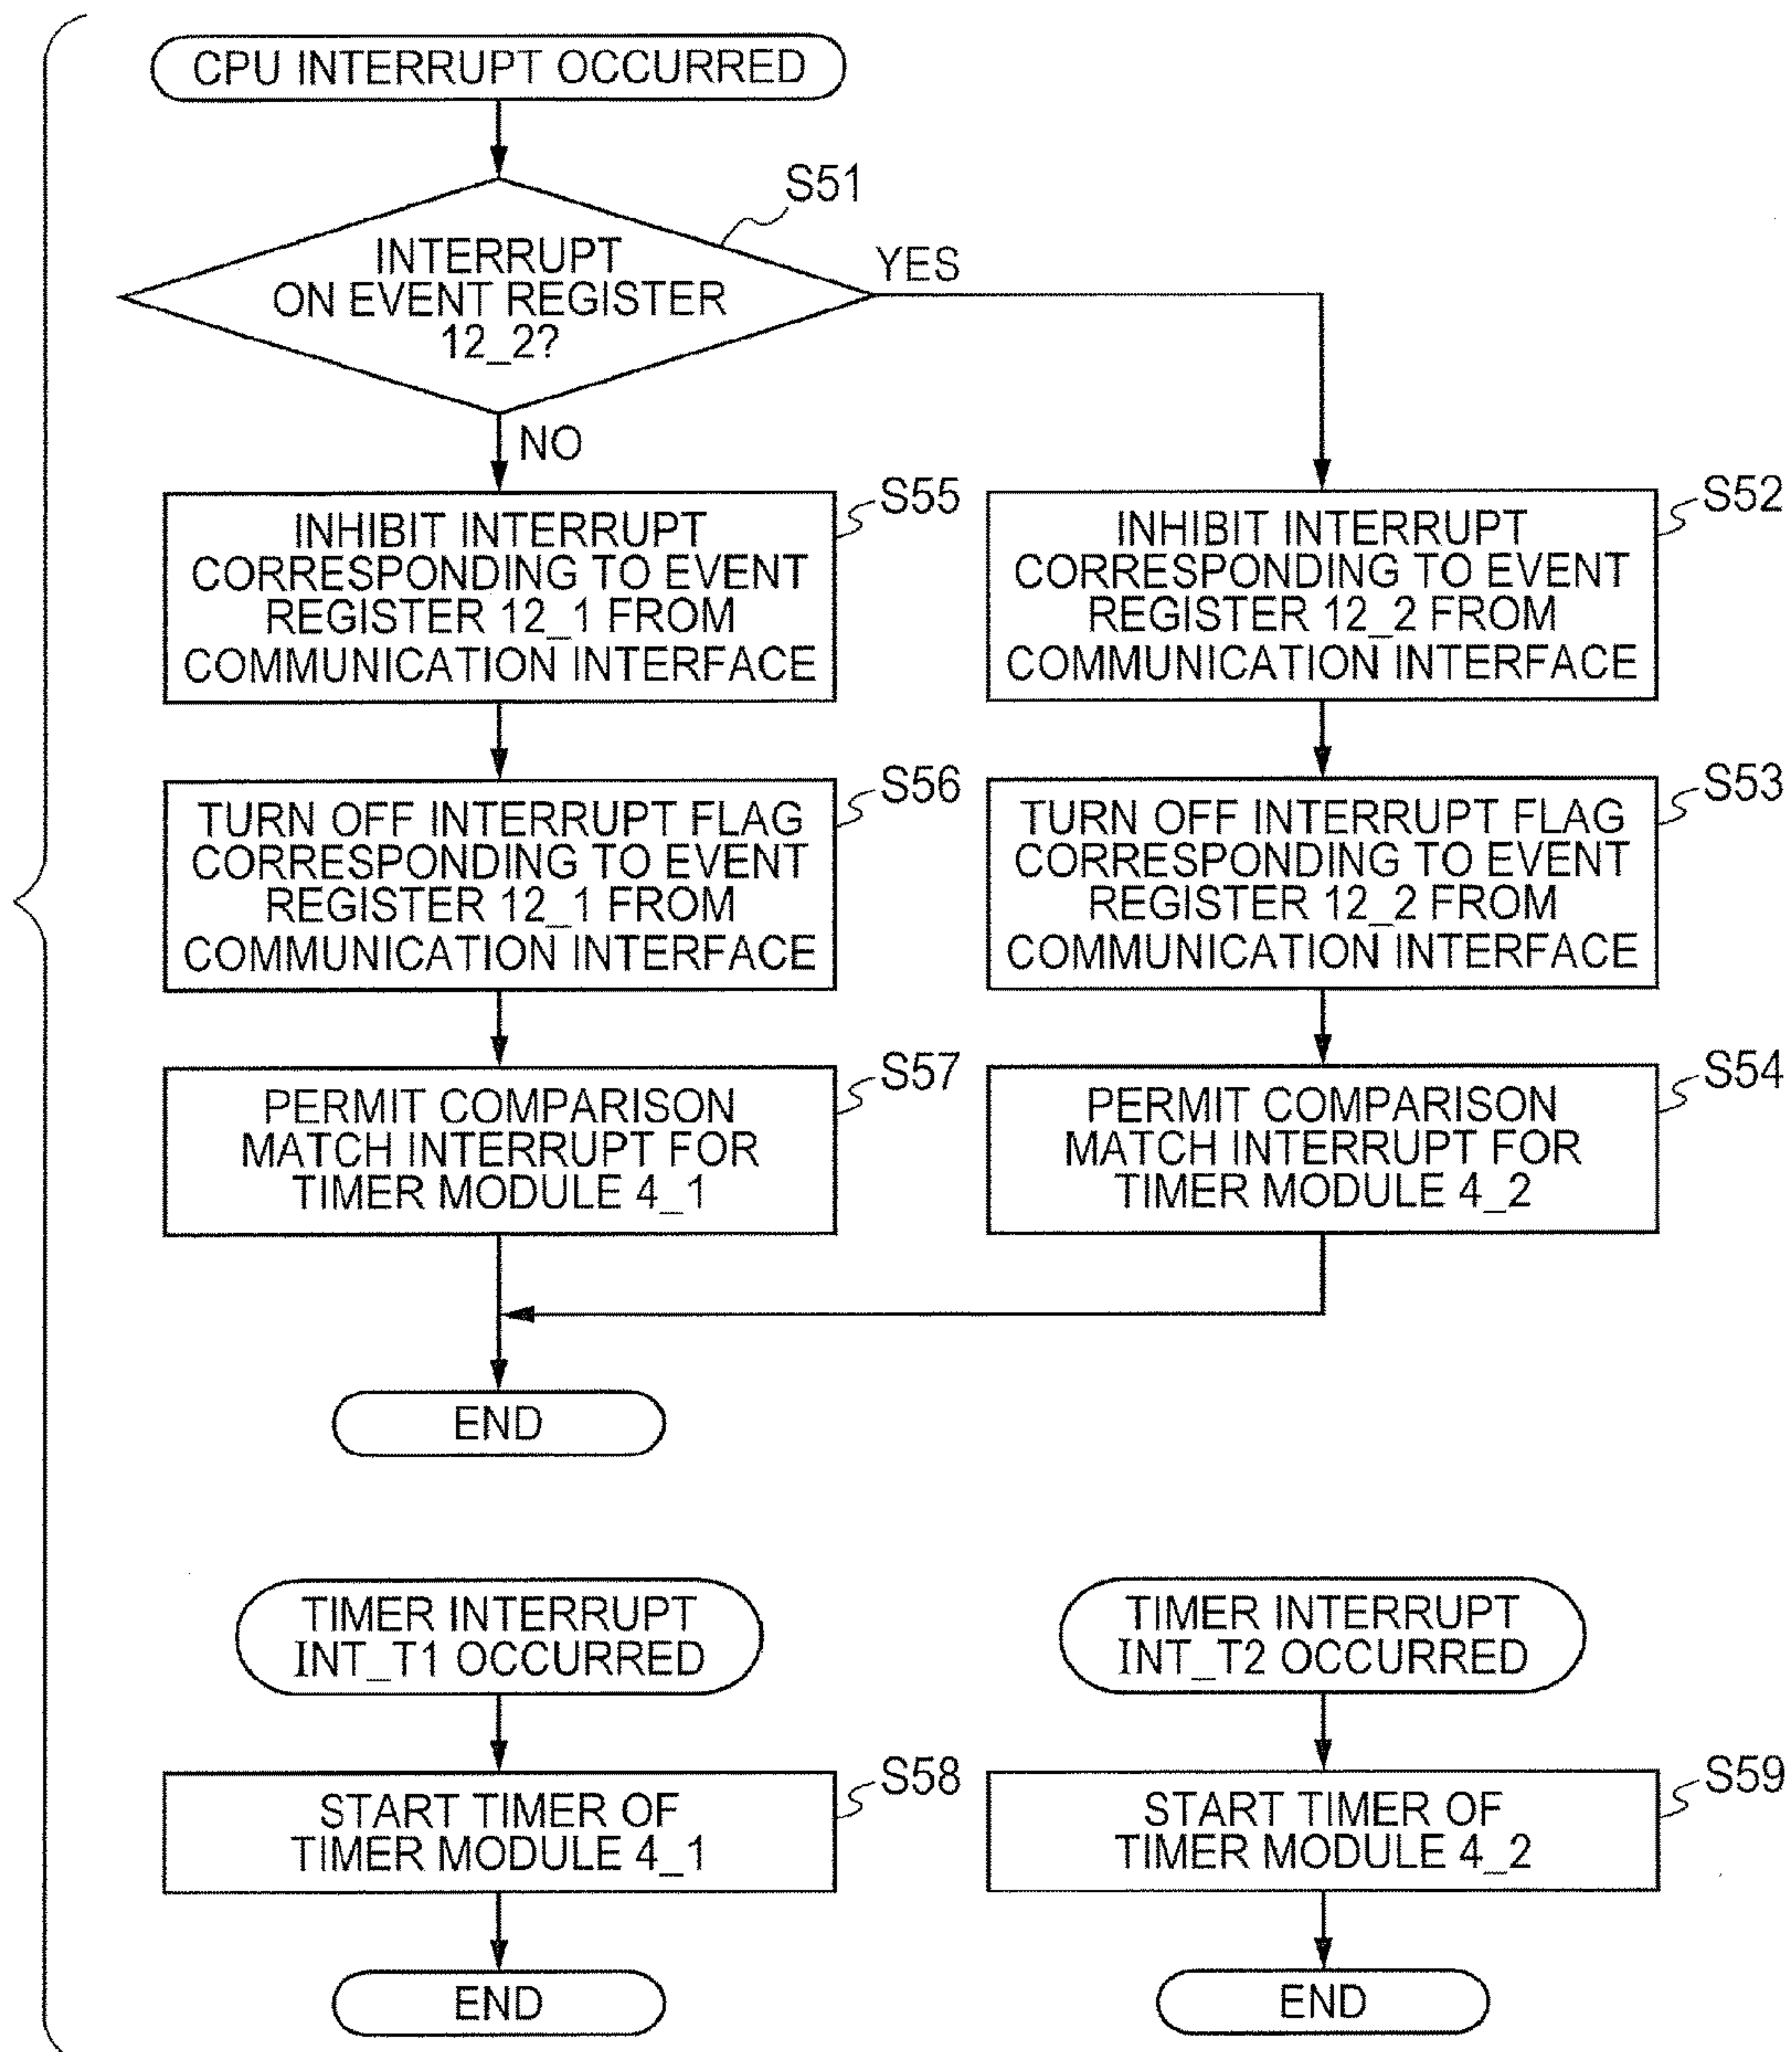 CPU INTERRUPT OCCURRED
S51
INTERRUPT
ON EVENT REGISTER
12_2?
YES
NO
S55
INHIBIT INTERRUPT
CORRESPONDING TO EVENT
REGISTER 12_1 FROM
COMMUNICATION INTERFACE
S52
INHIBIT INTERRUPT
CORRESPONDING TO EVENT
REGISTER 12_2 FROM
COMMUNICATION INTERFACE
S56
TURN OFF INTERRUPT FLAG
CORRESPONDING TO EVENT
REGISTER 12_1 FROM
COMMUNICATION INTERFACE
S53
TURN OFF INTERRUPT FLAG
CORRESPONDING TO EVENT
REGISTER 12_2 FROM
COMMUNICATION INTERFACE
S57
PERMIT COMPARISON
MATCH INTERRUPT FOR
TIMER MODULE 4_1
S54
PERMIT COMPARISON
MATCH INTERRUPT FOR
TIMER MODULE 4_2
END
TIMER INTERRUPT
INT_T1 OCCURRED
TIMER INTERRUPT
INT_T2 OCCURRED
S58
START TIMER OF
TIMER MODULE 4_1
S59
START TIMER OF
TIMER MODULE 4_2
END
END